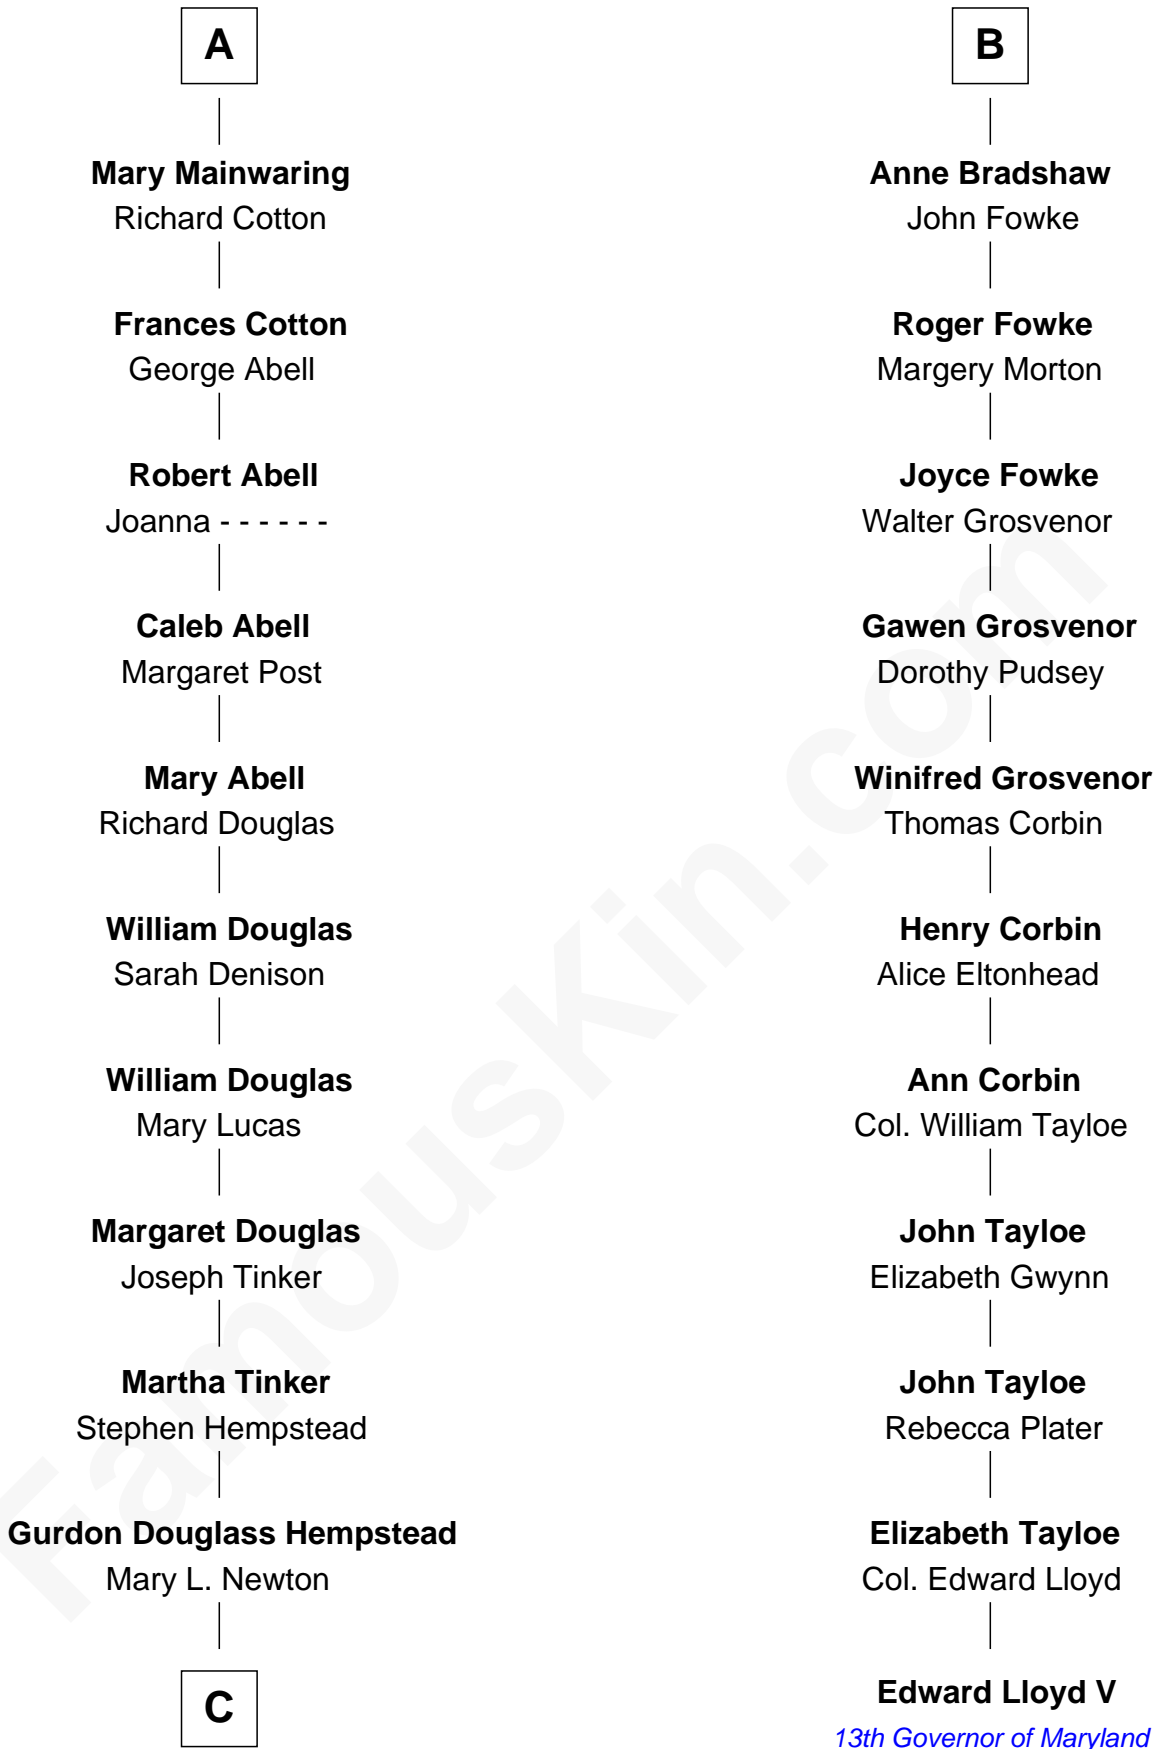 A
Mary Mainwaring
Richard Cotton
Frances Cotton
George Abell
Robert Abell
Joanna - - - - - -
Caleb Abell
Margaret Post
Mary Abell
Richard Douglas
William Douglas
Sarah Denison
William Douglas
Mary Lucas
Margaret Douglas
Joseph Tinker
Martha Tinker
Stephen Hempstead
Gurdon Douglass Hempstead
Mary L. Newton
C
B
Anne Bradshaw
John Fowke
Roger Fowke
Margery Morton
Joyce Fowke
Walter Grosvenor
Gawen Grosvenor
Dorothy Pudsey
Winifred Grosvenor
Thomas Corbin
Henry Corbin
Alice Eltonhead
Ann Corbin
Col. William Tayloe
John Tayloe
Elizabeth Gwynn
John Tayloe
Rebecca Plater
Elizabeth Tayloe
Col. Edward Lloyd
Edward Lloyd V
13th Governor of Maryland
FamousKin.com